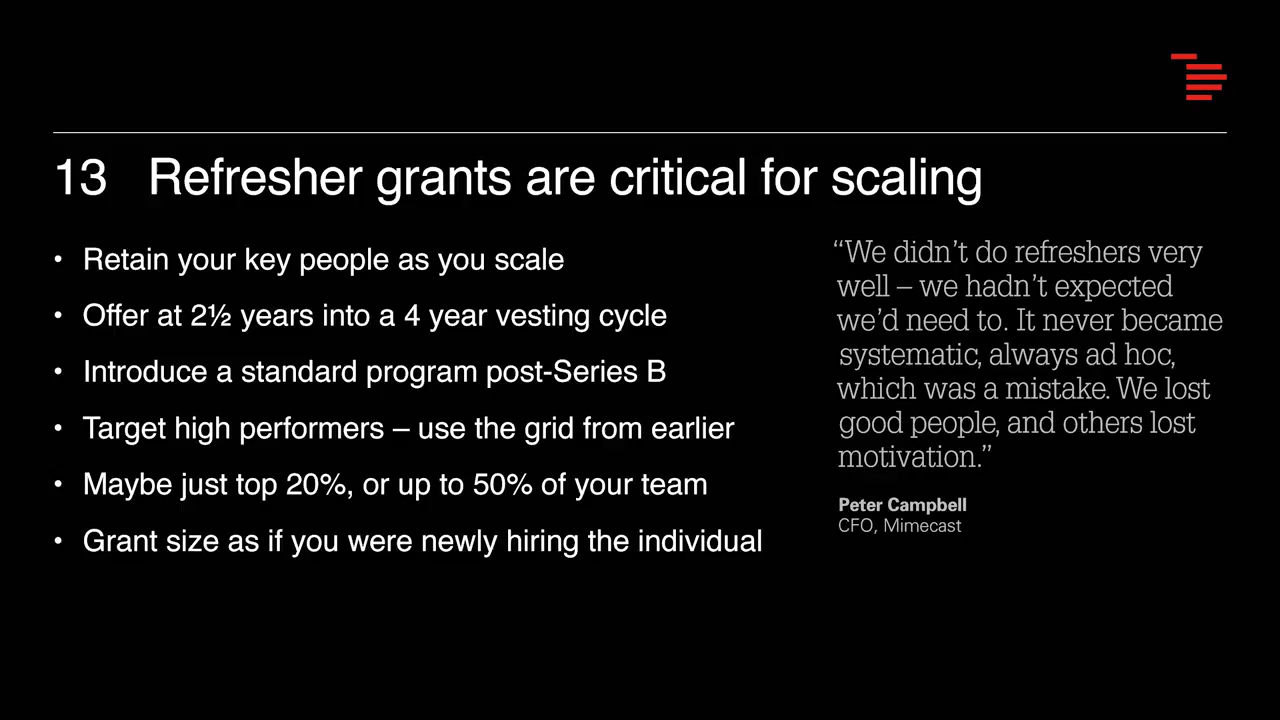 13 Refresher grants are critical for scaling
• Retain your key people as you scale
• Offer at 2½ years into a 4 year vesting cycle
• Introduce a standard program post-Series B
• Target high performers – use the grid from earlier
• Maybe just top 20%, or up to 50% of your team
• Grant size as if you were newly hiring the individual
“We didn’t do refreshers very
well – we hadn’t expected
we’d need to. It never became
systematic, always ad hoc,
which was a mistake. We lost
good people, and others lost
motivation.”
Peter Campbell
CFO, Mimecast